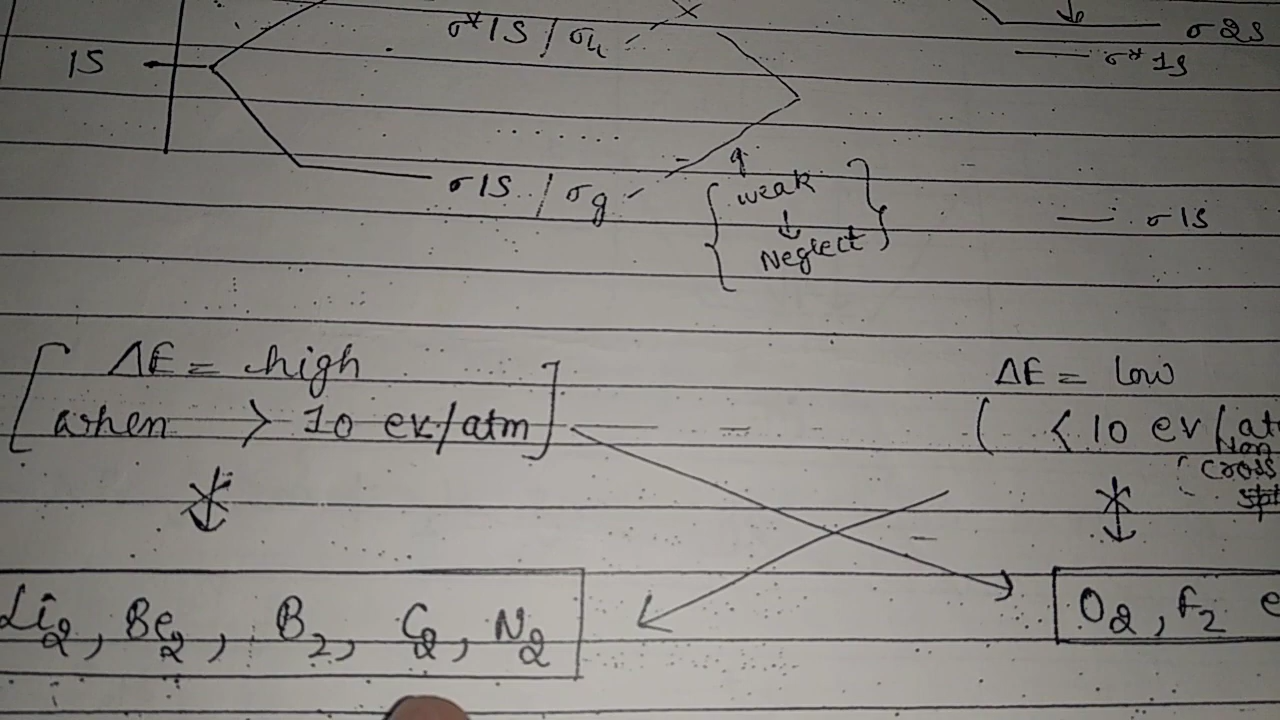 σ*1S / σu
σ 2S
1S
σ* 1S
σ1S / σg
weak
↓
Neglect
σ1S
ΔE = high
when > 10 ev/atm
ΔE = low
( < 10 ev/at
Non
(cross
Li2, Be2, B2, C2, N2
O2, F2 e